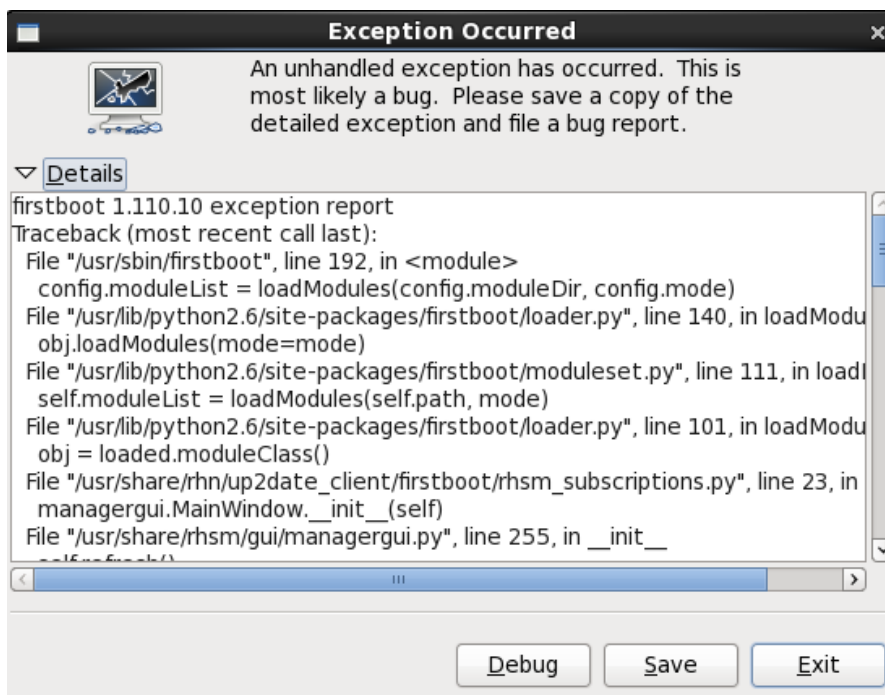 Exception Occurred
An unhandled exception has occurred. This is
most likely a bug. Please save a copy of the
detailed exception and file a bug report.
Details
firstboot 1.110.10 exception report
Traceback (most recent call last):
File "/usr/sbin/firstboot", line 192, in <module>
config.moduleList = loadModules(config.moduleDir, config.mode)
File "/usr/lib/python2.6/site-packages/firstboot/loader.py", line 140, in loadModu
obj.loadModules(mode=mode)
File "/usr/lib/python2.6/site-packages/firstboot/moduleset.py", line 111, in load
self.moduleList = loadModules(self.path, mode)
File "/usr/lib/python2.6/site-packages/firstboot/loader.py", line 101, in loadModu
obj = loaded.moduleClass()
File "/usr/share/rhn/up2date_client/firstboot/rhsm_subscriptions.py", line 23, in
managergui.MainWindow.__init__(self)
File "/usr/share/rhsm/gui/managergui.py", line 255, in __init__
Debug Save Exit